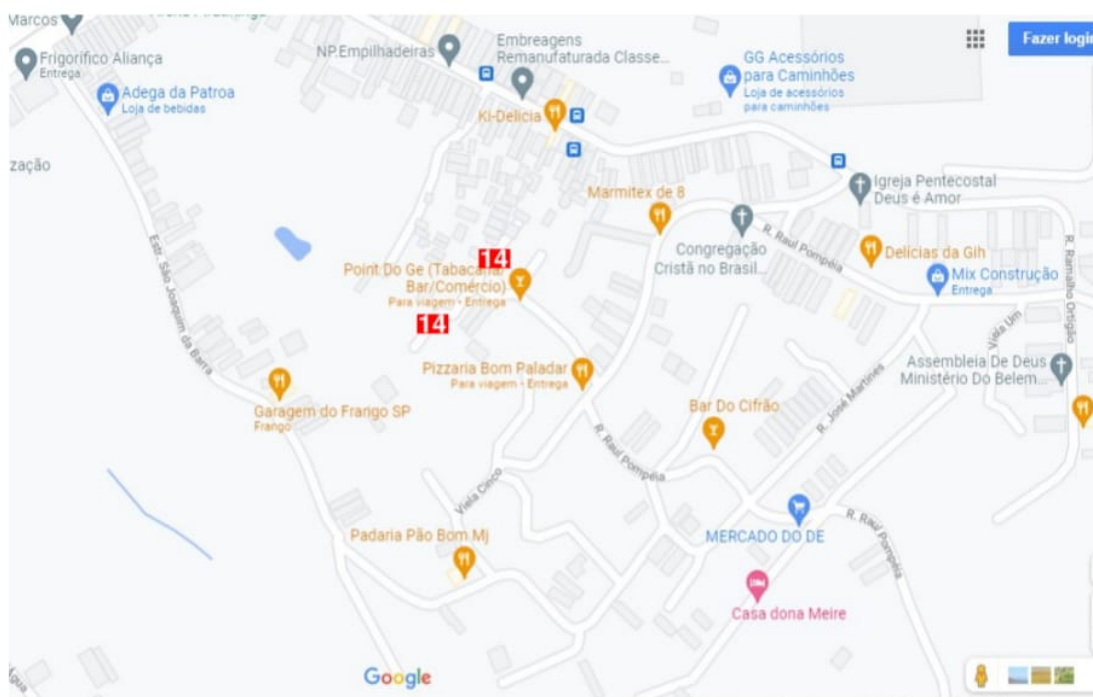 Marcos
Frigorífico Aliança
Entrega
Adega da Patroa
Loja de bebidas
NP.Empilhadeiras
Embreagens
Remanufaturada Classe...
GG Acessórios
para Caminhões
Loja de acessórios
para caminhões
Fazer login
Ki-Delicia
zação
Marmitex de 8
Igreja Pentecostal
Deus é Amor
Congregação
Cristã no Brasil...
R. Raul Pompéia
Delícias da Gih
Mix Construção
Entrega
R. Ramalho Ortigão
Estr. São Joaquim da Barra
14
Point Do Ge (Tabacaria
Bar/Comércio)
Para viagem • Entrega
14
Viela Um
Pizzaria Bom Paladar
Para viagem • Entrega
Assembleia De Deus
Ministério Do Belem...
R. José Martines
Garagem do Frango SP
Frango
Bar Do Cifrão
R. Raul Pompéia
Viela Cinco
MERCADO DO DE
R. Raul Pompéia
Padaria Pão Bom Mj
Casa dona Meire
Google